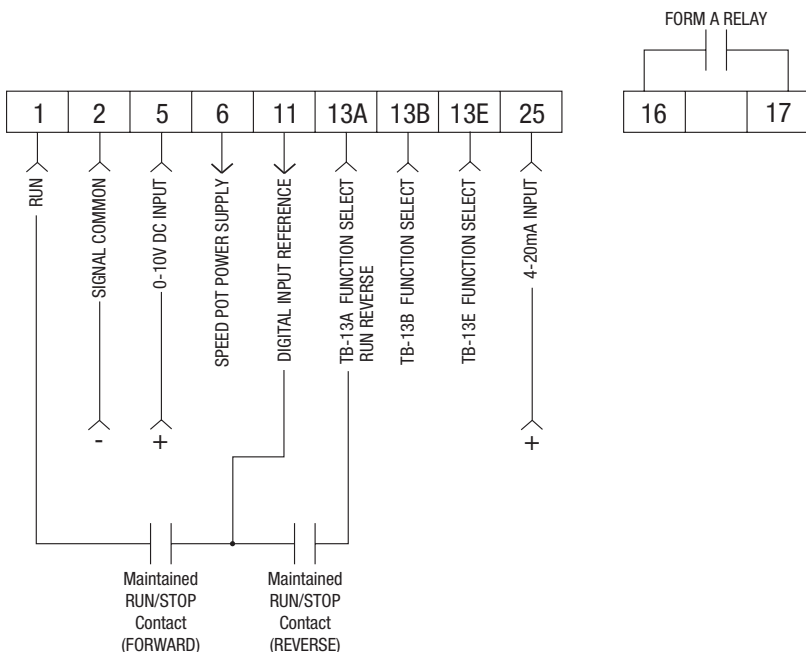 FORM A RELAY
1 2 5 6 11 13A 13B 13E 25
16 17
RUN
SIGNAL COMMON
0-10V DC INPUT
SPEED POT POWER SUPPLY
DIGITAL INPUT REFERENCE
TB-13A FUNCTION SELECT
RUN REVERSE
TB-13B FUNCTION SELECT
TB-13E FUNCTION SELECT
4-20mA INPUT
- + +
Maintained
RUN/STOP
Contact
(FORWARD)
Maintained
RUN/STOP
Contact
(REVERSE)